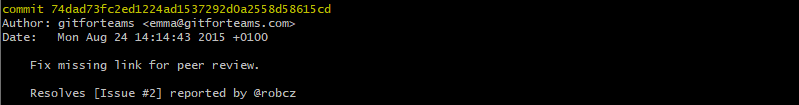 commit 74dad73fc2ed1224ad1537292d0a2558d58615cd
Author: gitforteams <emma@gitforteams.com>
Date:   Mon Aug 24 14:14:43 2015 +0100
Fix missing link for peer review.
Resolves [Issue #2] reported by @robcz